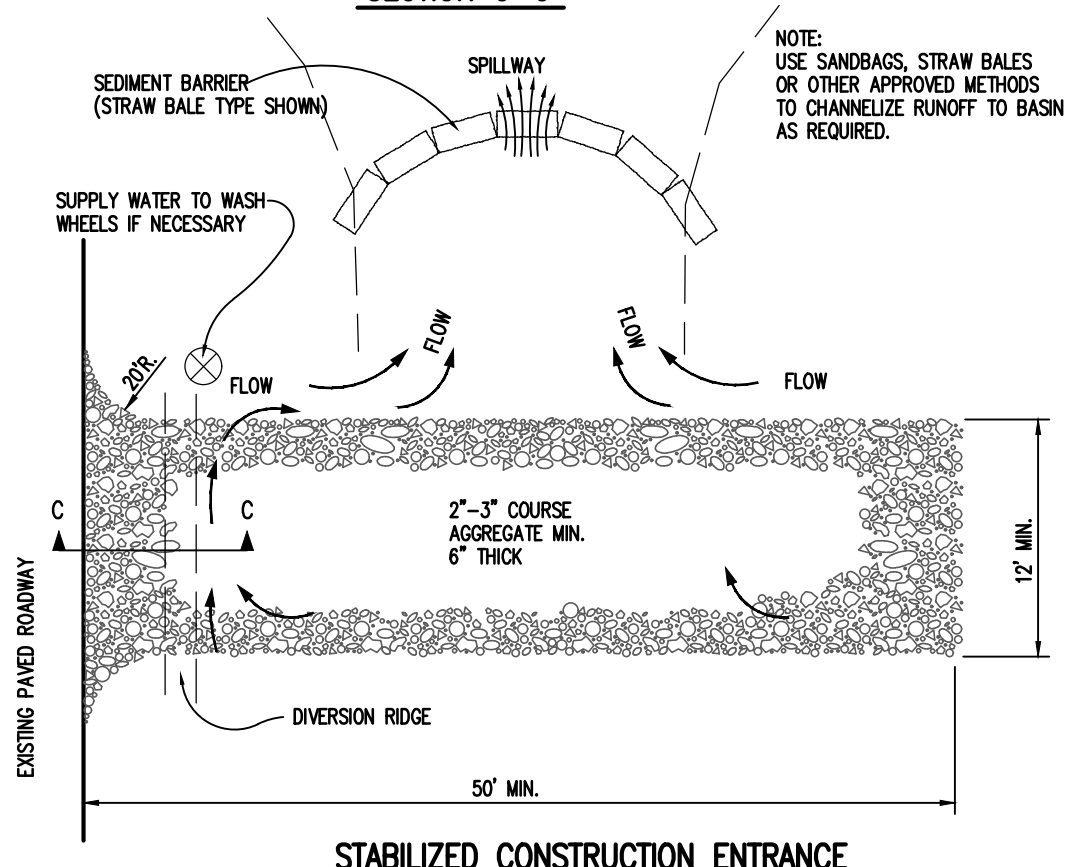 SEDIMENT BARRIER
(STRAW BALE TYPE SHOWN)
SPILLWAY
NOTE:
USE SANDBAGS, STRAW BALES
OR OTHER APPROVED METHODS
TO CHANNELIZE RUNOFF TO BASIN
AS REQUIRED.
SUPPLY WATER TO WASH
WHEELS IF NECESSARY
20'R.
FLOW
FLOW
FLOW
FLOW
C
C
2"-3" COURSE
AGGREGATE MIN.
6" THICK
12' MIN.
EXISTING PAVED ROADWAY
DIVERSION RIDGE
50' MIN.
STABILIZED CONSTRUCTION ENTRANCE